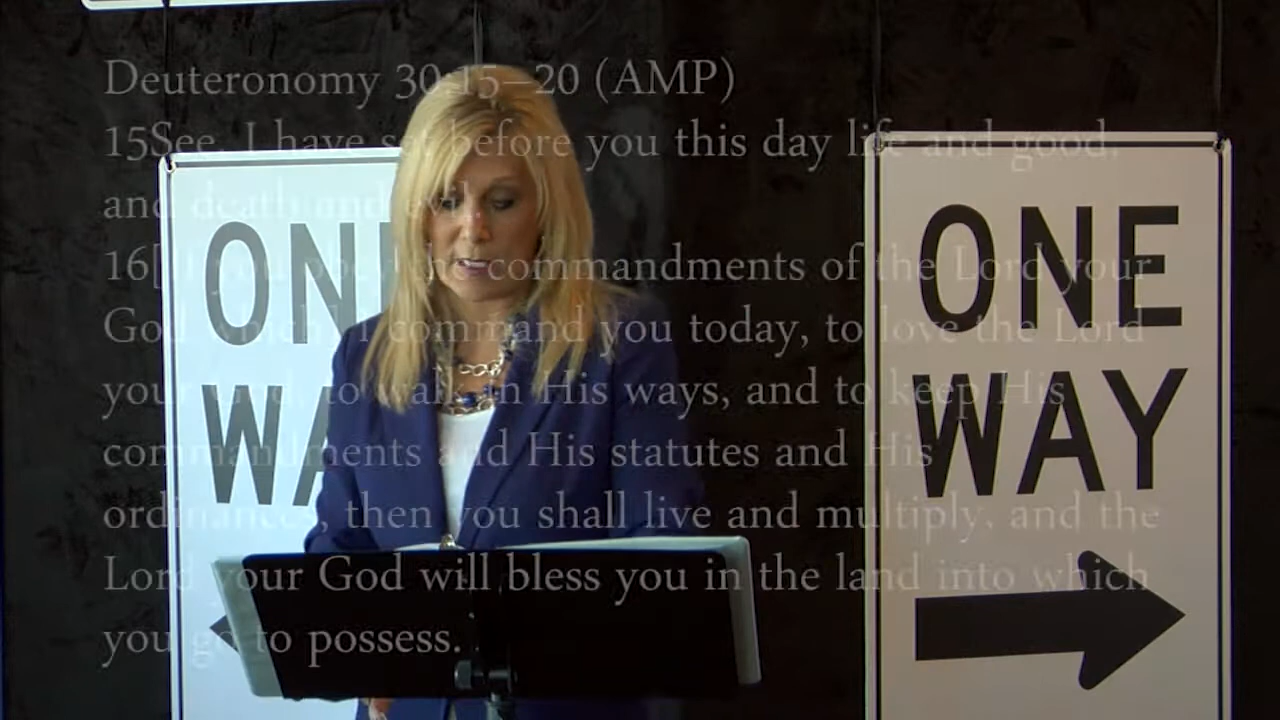 Deuteronomy 30:15–20 (AMP)
15See, I have set before you this day life and good,
and death and evil.
16[If you obey the commandments of the Lord your
God which I command you today, to love the Lord
your God, to walk in His ways, and to keep His
commandments and His statutes and His
ordinances, then you shall live and multiply, and the
Lord your God will bless you in the land into which
you go to possess.
ON
WA
ONE
WAY